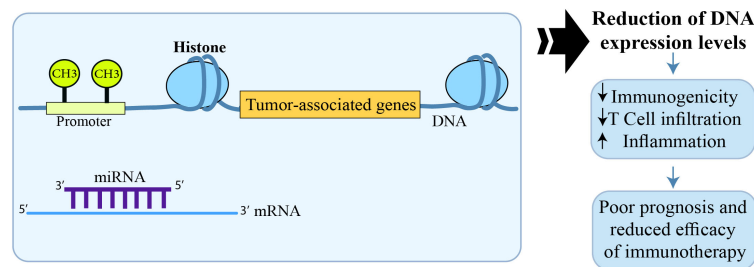 CH3
CH3
Histone
Promoter
Tumor-associated genes
DNA
miRNA
3’
5’
5’
3’ mRNA
Reduction of DNA
expression levels
↓ Immunogenicity
↓T Cell infiltration
↑ Inflammation
Poor prognosis and
reduced efficacy
of immunotherapy